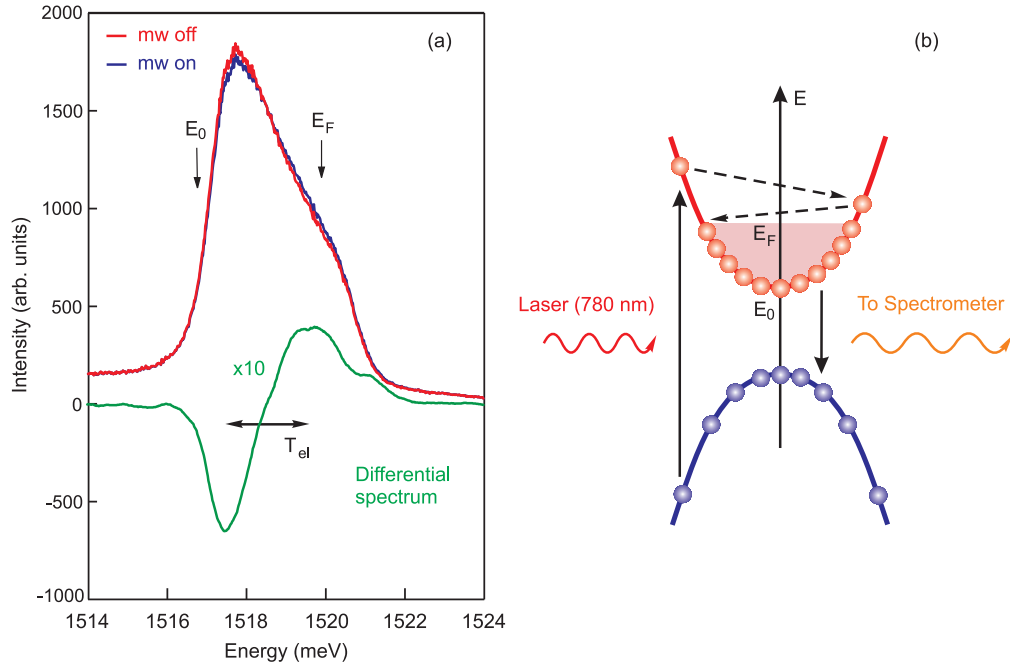 (a)
mw off
mw on
E0
EF
x10
Tel
Differential
spectrum
2000
1500
1000
500
0
-500
-1000
Intensity (arb. units)
1514
1516
1518
1520
1522
1524
Energy (meV)
(b)
E
EF
E0
Laser (780 nm)
To Spectrometer